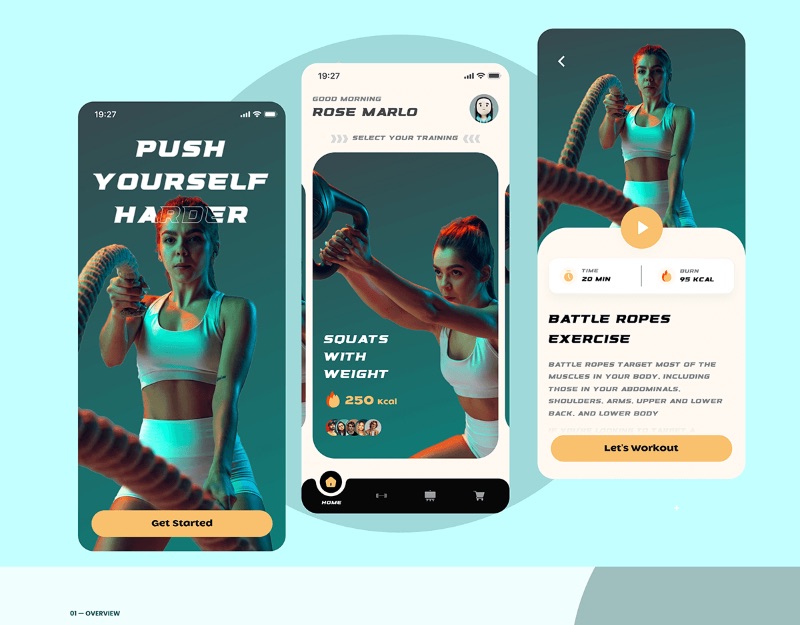 19:27
PUSH
YOURSELF
HARDER
Get Started
19:27
GOOD MORNING
ROSE MARLO
SELECT YOUR TRAINING
SQUATS
WITH
WEIGHT
250 Kcal
HOME
TIME
20 MIN
BURN
95 KCAL
BATTLE ROPES
EXERCISE
BATTLE ROPES TARGET MOST OF THE
MUSCLES IN YOUR BODY, INCLUDING
THOSE IN YOUR ABDOMINALS,
SHOULDERS, ARMS, UPPER AND LOWER
BACK, AND LOWER BODY
Let's Workout
01 — OVERVIEW